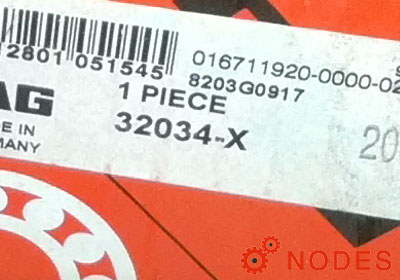 2801 051545
016711920-0000-02
8203G0917
AG
1 PIECE
32034-X
E IN
MANY
20
NODES